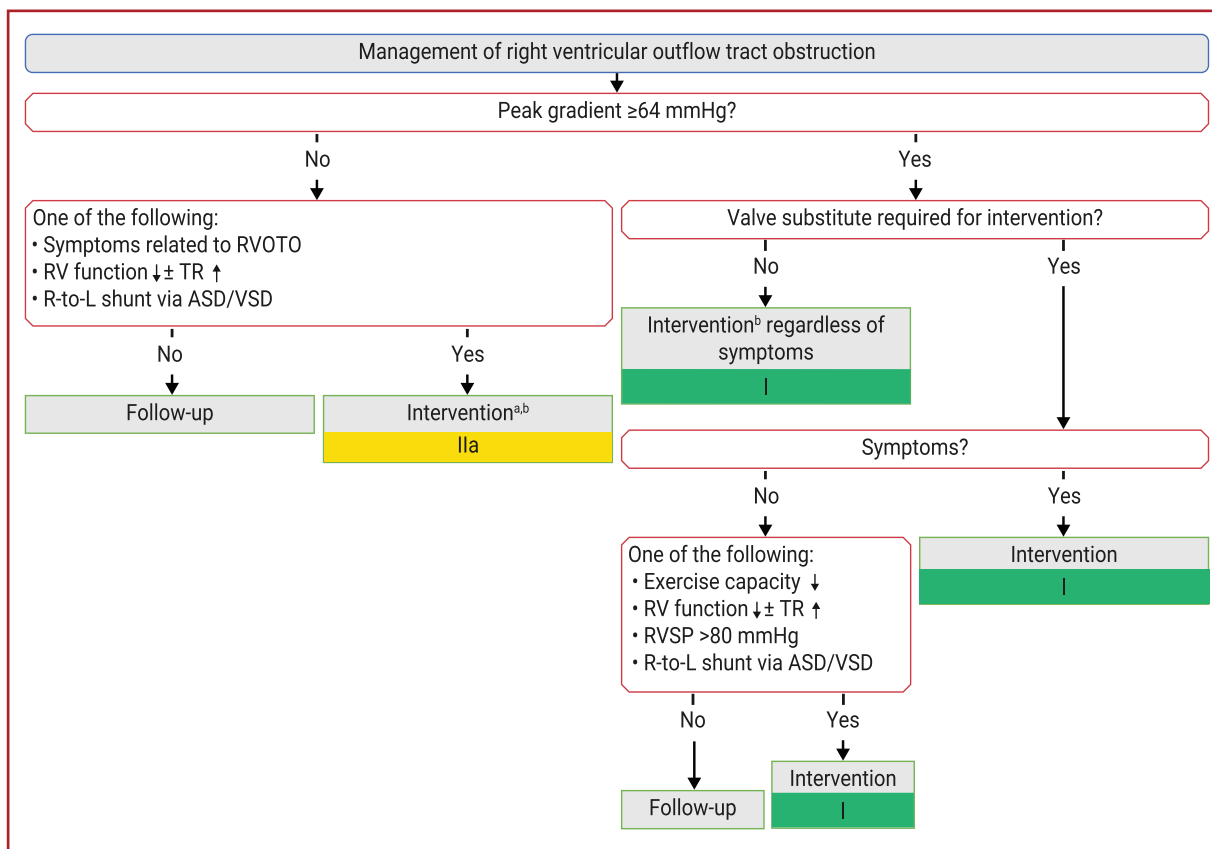 Management of right ventricular outflow tract obstruction
Peak gradient ≥64 mmHg?
No
Yes
One of the following:
• Symptoms related to RVOTO
• RV function ↓± TR ↑
• R-to-L shunt via ASD/VSD
Valve substitute required for intervention?
No
Yes
Interventionᵇ regardless of
symptoms
I
No
Yes
Follow-up
Interventionᵃ,ᵇ
IIa
Symptoms?
No
Yes
One of the following:
• Exercise capacity ↓
• RV function ↓± TR ↑
• RVSP >80 mmHg
• R-to-L shunt via ASD/VSD
Intervention
I
No
Yes
Follow-up
Intervention
I